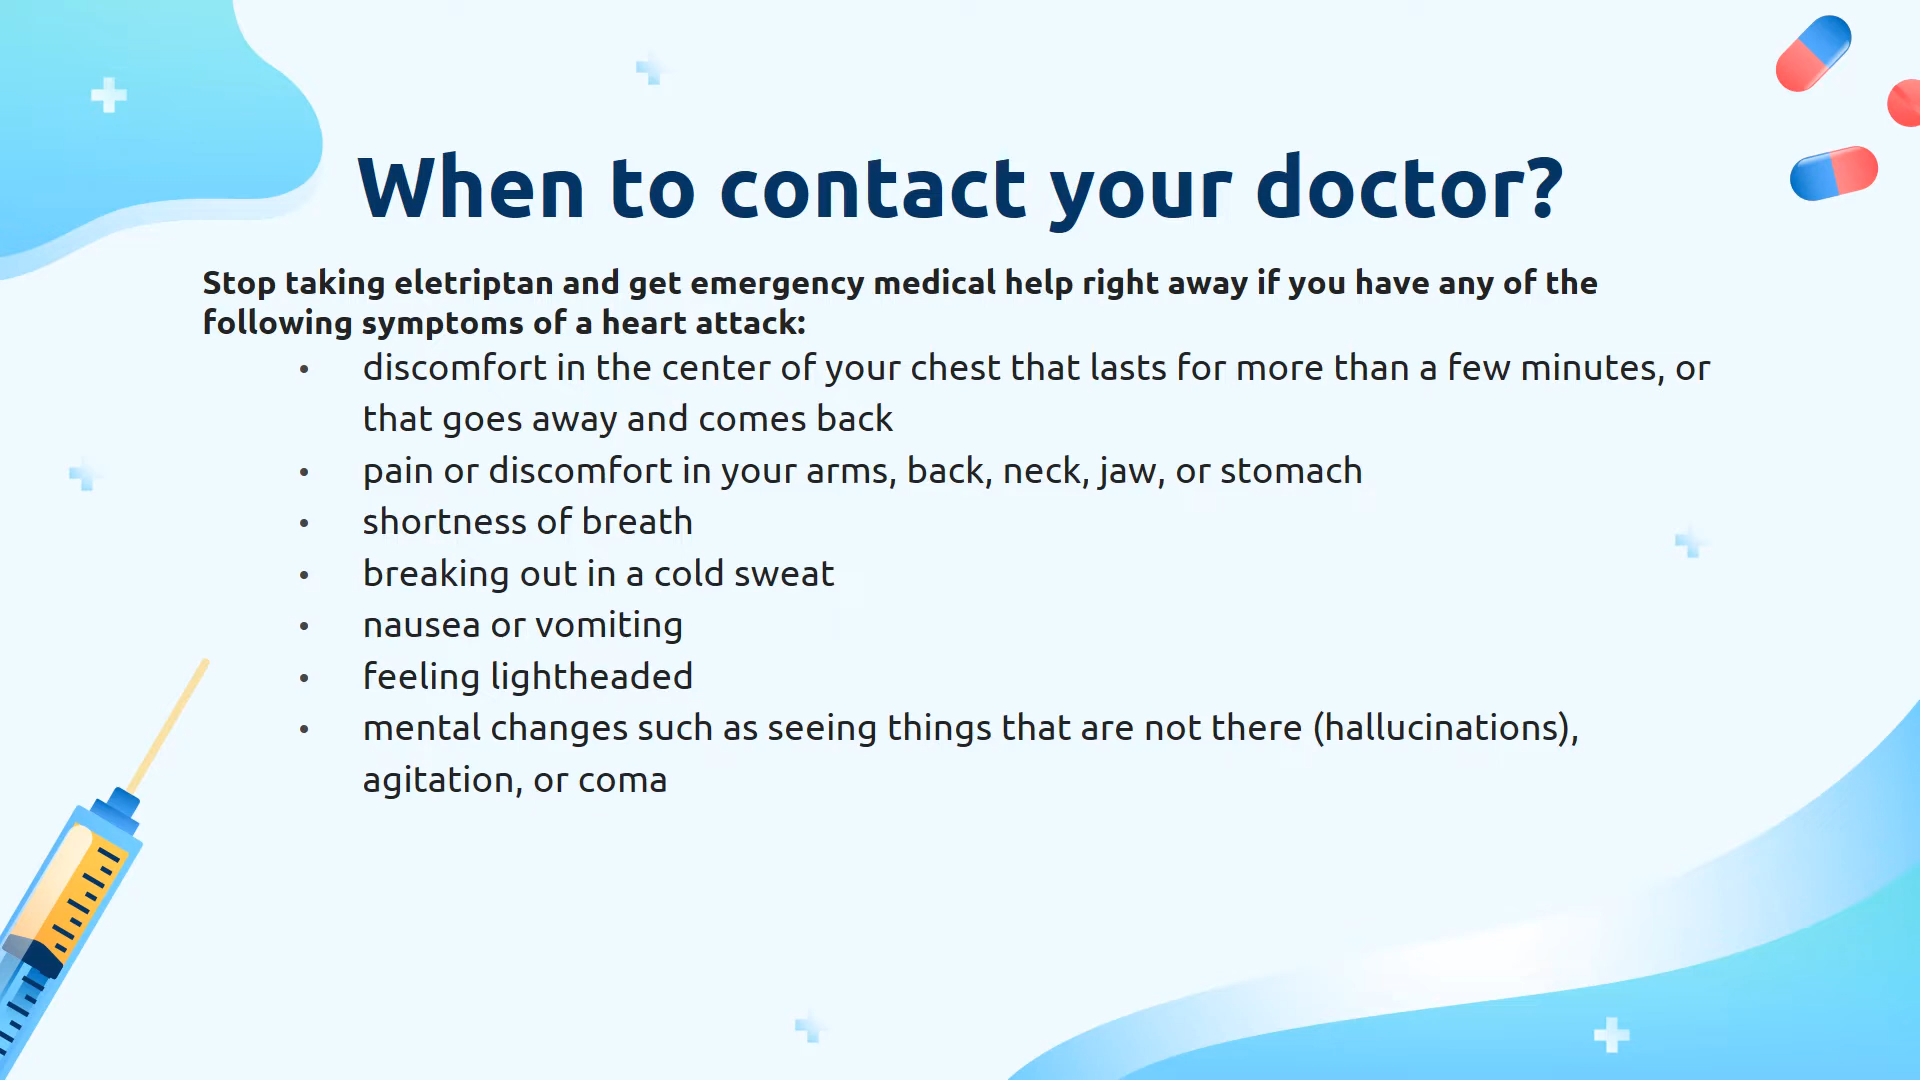 When to contact your doctor?
Stop taking eletriptan and get emergency medical help right away if you have any of the
following symptoms of a heart attack:
• discomfort in the center of your chest that lasts for more than a few minutes, or
that goes away and comes back
• pain or discomfort in your arms, back, neck, jaw, or stomach
• shortness of breath
• breaking out in a cold sweat
• nausea or vomiting
• feeling lightheaded
• mental changes such as seeing things that are not there (hallucinations),
agitation, or coma